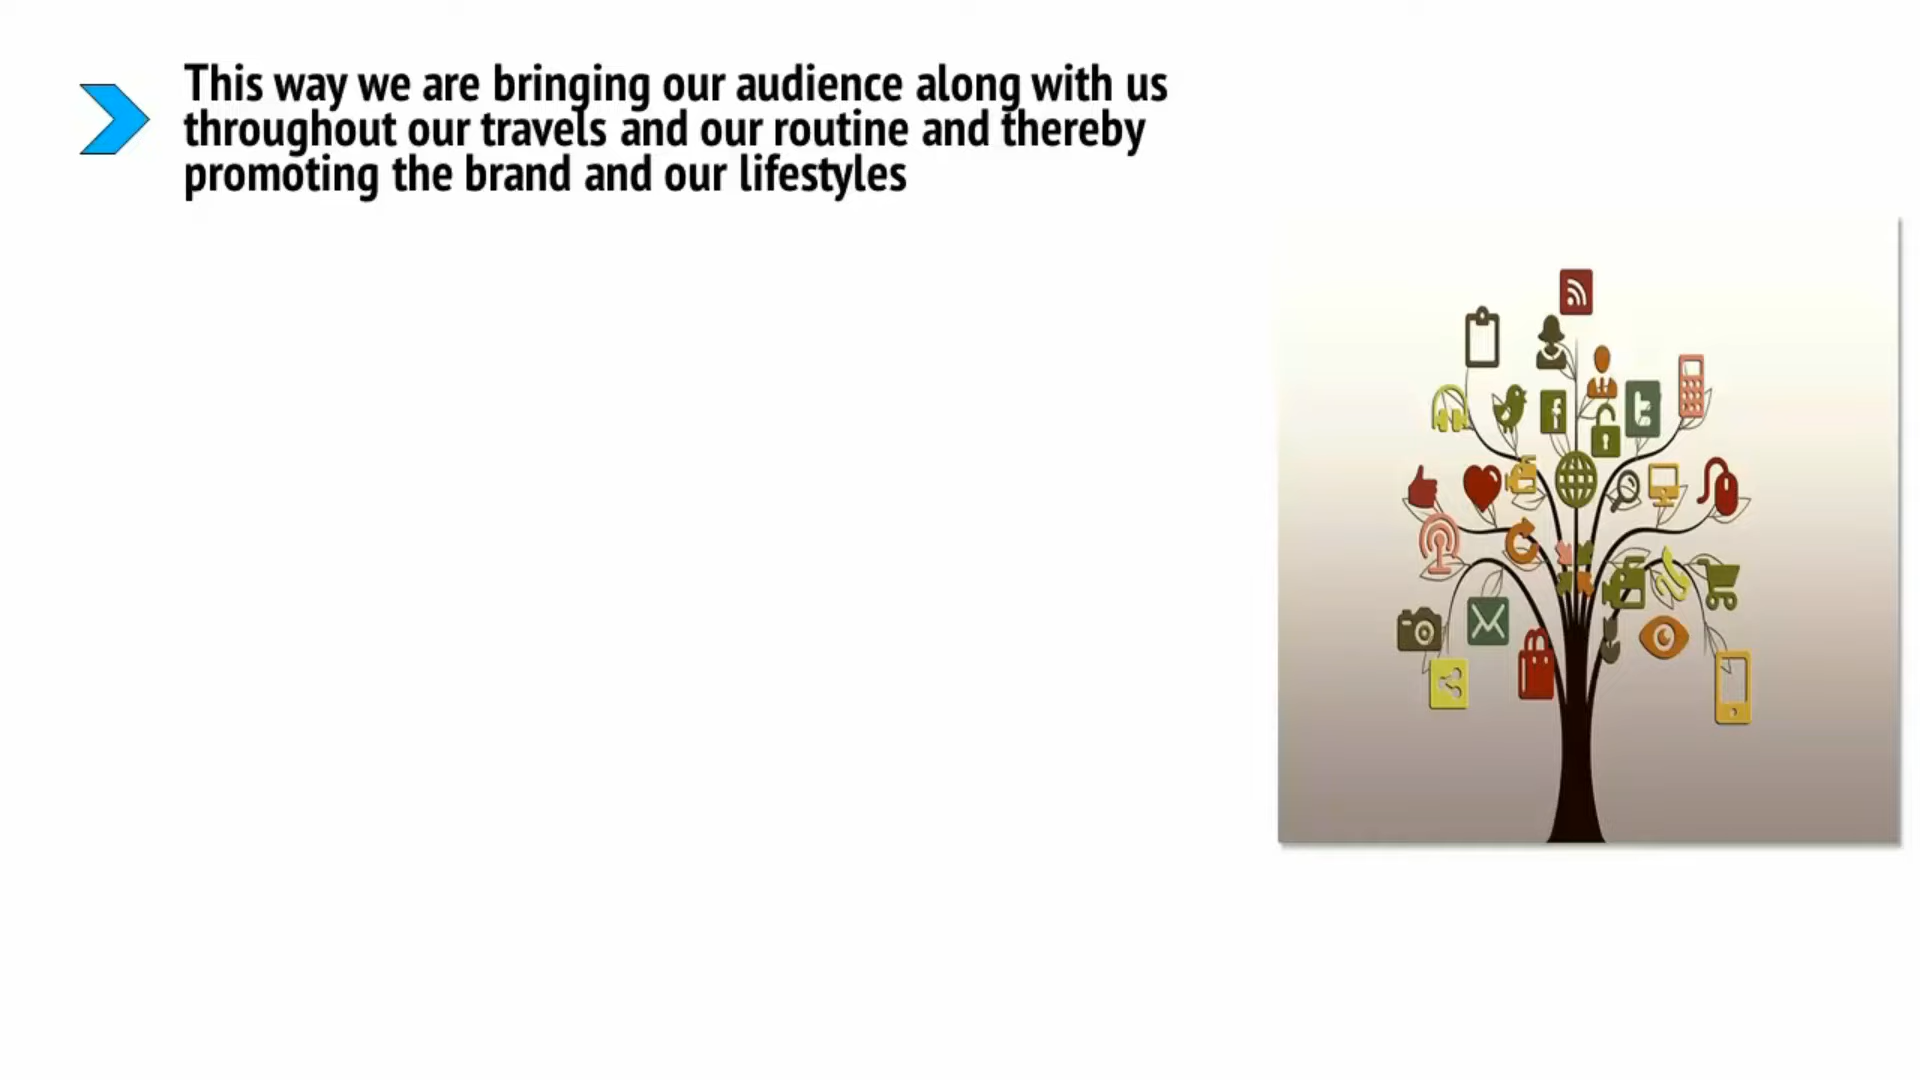 This way we are bringing our audience along with us
throughout our travels and our routine and thereby
promoting the brand and our lifestyles